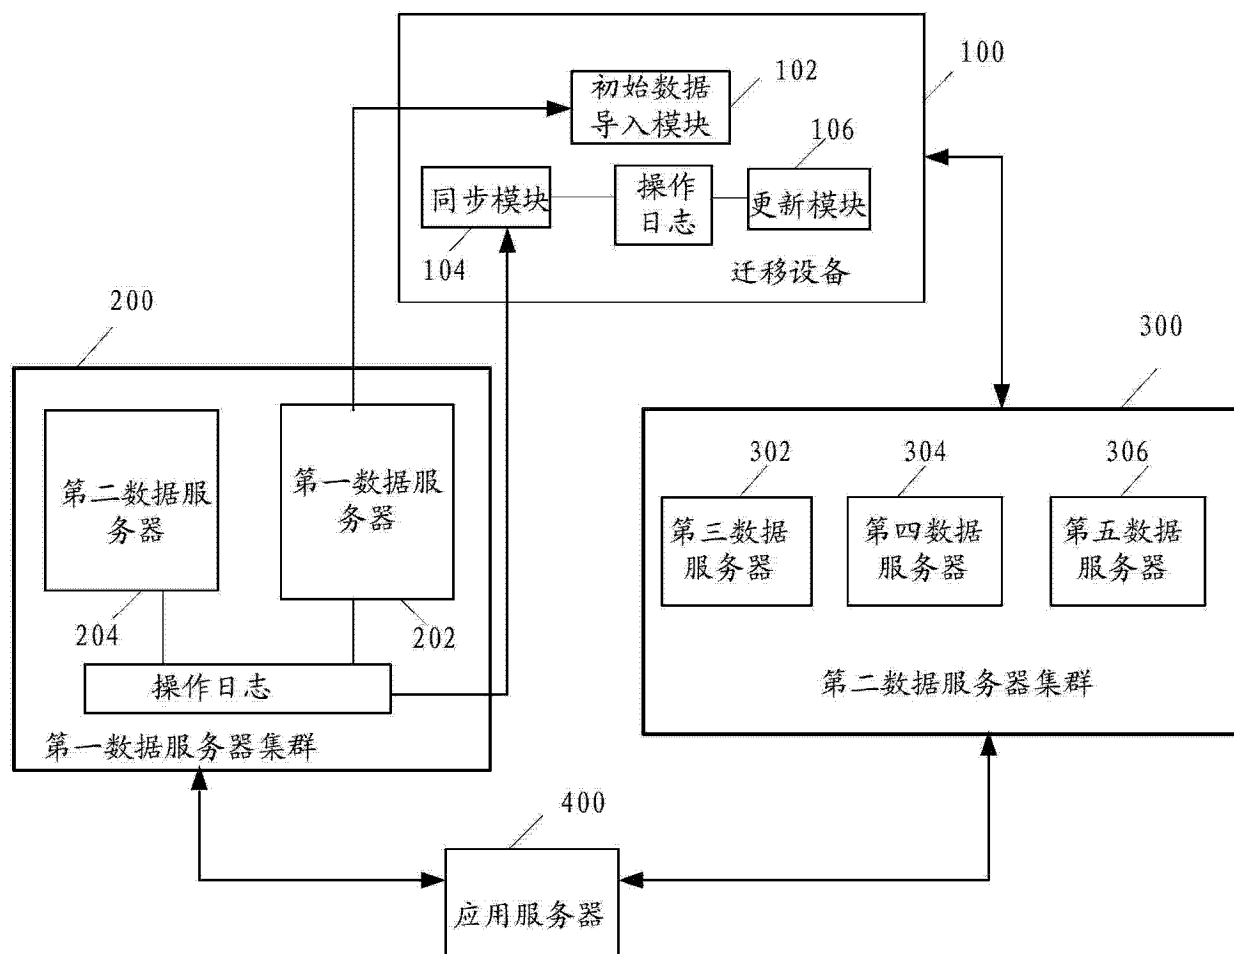 100
102
初始数据
导入模块
106
同步模块
操作
日志
更新模块
104
迁移设备
200
300
第二数据服
务器
第一数据服
务器
302
304
306
第三数据
服务器
第四数据
服务器
第五数据
服务器
204
202
操作日志
第一数据服务器集群
第二数据服务器集群
400
应用服务器